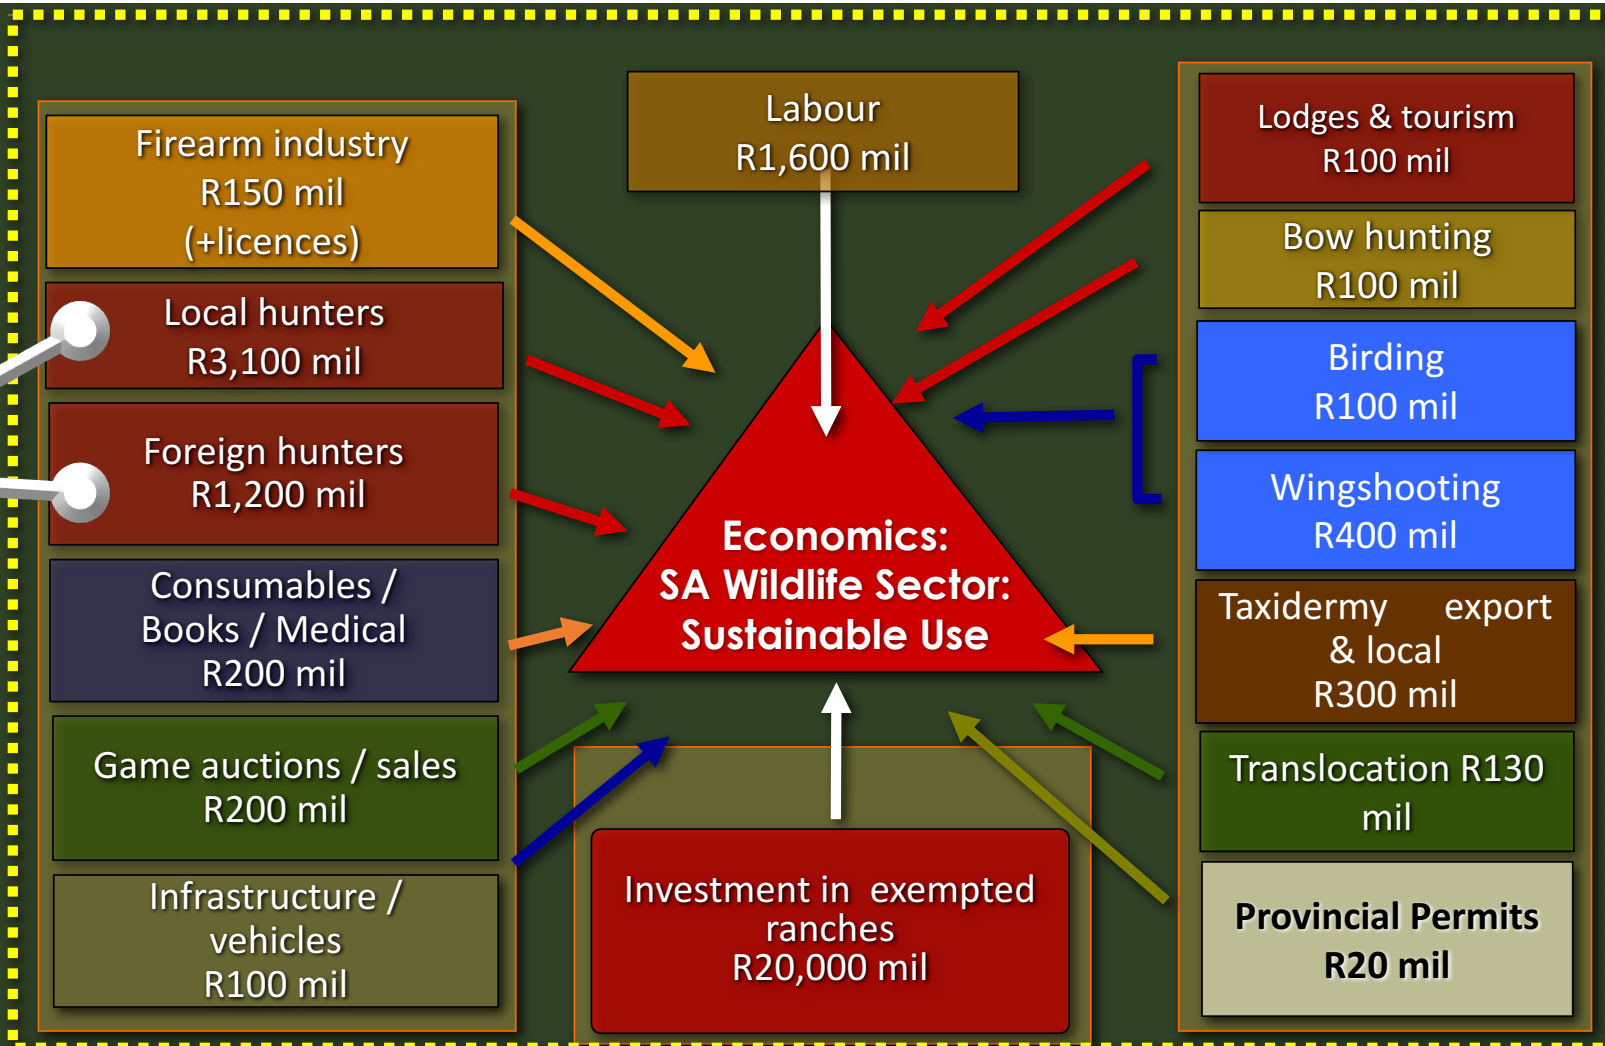 Firearm industry
R150 mil
(+licences)
Local hunters
R3,100 mil
Foreign hunters
R1,200 mil
Consumables /
Books / Medical
R200 mil
Game auctions / sales
R200 mil
Infrastructure /
vehicles
R100 mil
Labour
R1,600 mil
Economics:
SA Wildlife Sector:
Sustainable Use
Investment in exempted
ranches
R20,000 mil
Lodges & tourism
R100 mil
Bow hunting
R100 mil
Birding
R100 mil
Wingshooting
R400 mil
Taxidermy export
& local
R300 mil
Translocation R130
mil
Provincial Permits
R20 mil